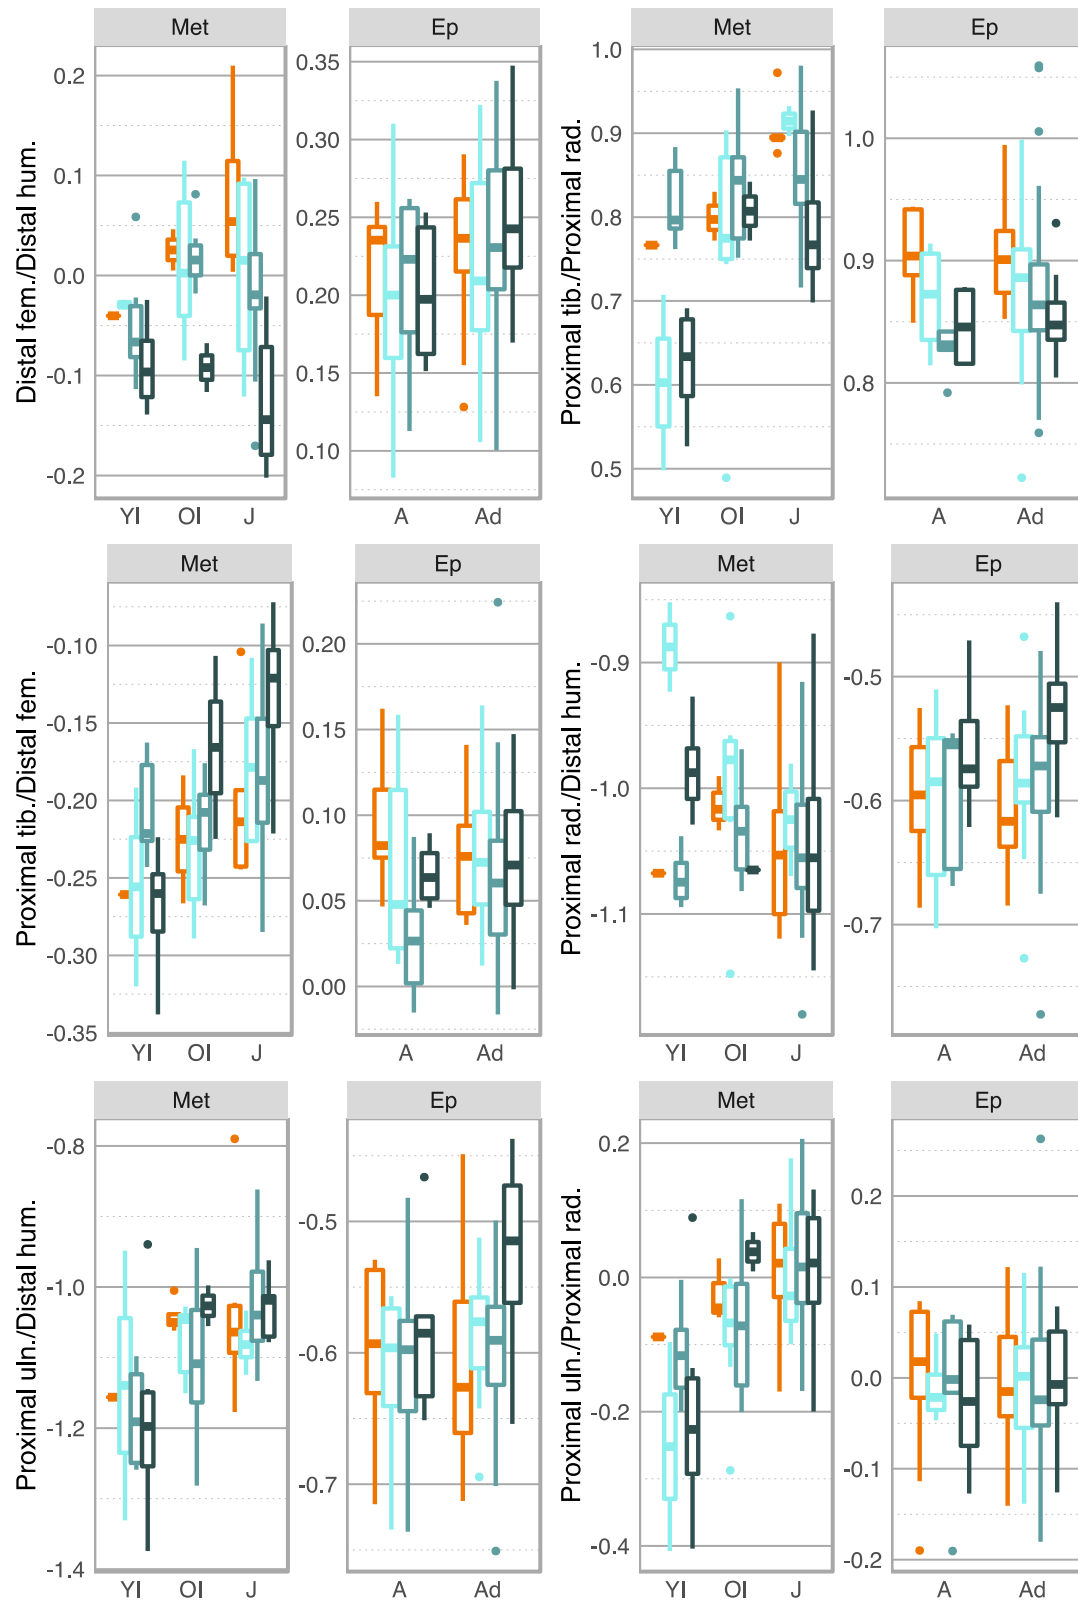 Met
Ep
Met
Ep
Distal fem./Distal hum.
0.2
0.1
0.0
-0.1
-0.2
YI OI J
0.35
0.30
0.25
0.20
0.15
0.10
A Ad
Proximal tib./Proximal rad.
1.0
0.9
0.8
0.7
0.6
0.5
YI OI J
1.0
0.9
0.8
A Ad
Met
Ep
Met
Ep
Proximal tib./Distal fem.
-0.10
-0.15
-0.20
-0.25
-0.30
-0.35
YI OI J
0.20
0.15
0.10
0.05
0.00
A Ad
Proximal rad./Distal hum.
-0.9
-1.0
-1.1
YI OI J
-0.5
-0.6
-0.7
A Ad
Met
Ep
Met
Ep
Proximal uln./Distal hum.
-0.8
-1.0
-1.2
-1.4
YI OI J
-0.5
-0.6
-0.7
A Ad
Proximal uln./Proximal rad.
0.2
0.0
-0.2
-0.4
YI OI J
0.2
0.1
0.0
-0.1
-0.2
A Ad